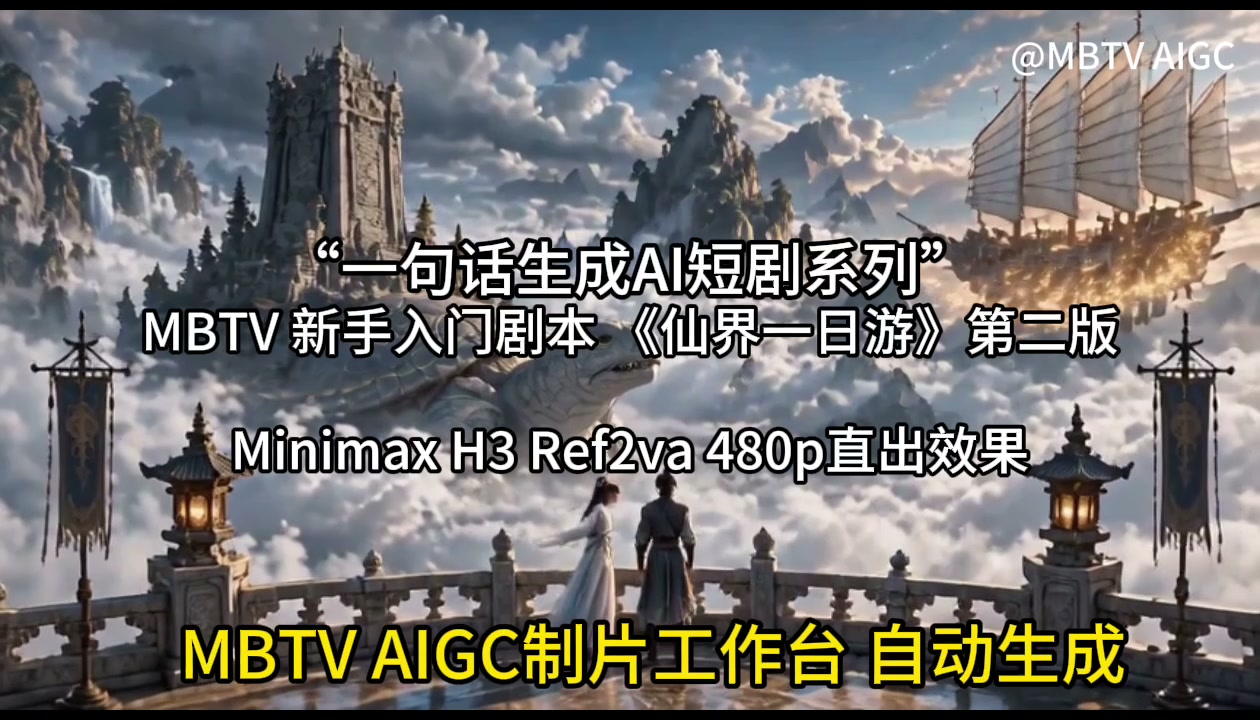 @MBTV AIGC
“一句话生成AI短剧系列”
MBTV 新手入门剧本 《仙界一日游》第二版
Minimax H3 Ref2va 480p直出效果
MBTV AIGC制片工作台 自动生成